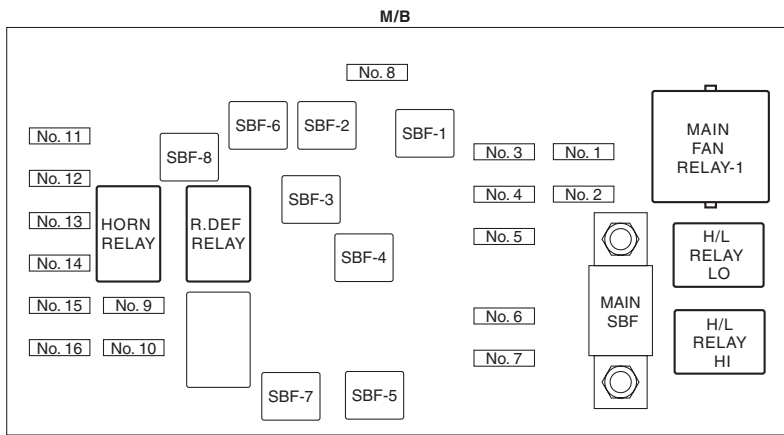 M/B
No. 8
SBF-6
SBF-2
SBF-1
No. 11
SBF-8
No. 3
No. 1
MAIN
FAN
RELAY-1
No. 12
SBF-3
No. 4
No. 2
No. 13
HORN
RELAY
R.DEF
RELAY
No. 5
H/L
RELAY
LO
No. 14
SBF-4
No. 15
No. 9
MAIN
SBF
No. 6
H/L
RELAY
HI
No. 16
No. 10
No. 7
SBF-7
SBF-5